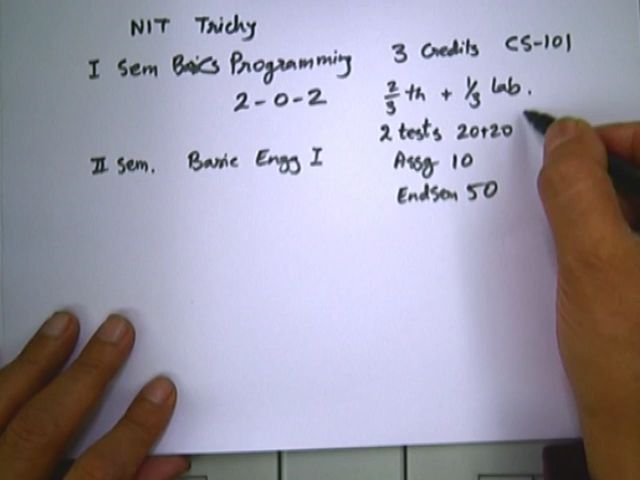 NIT Trichy
I Sem Basics Programming 3 Credits CS-101
2-0-2 2/3 th + 1/3 lab.
2 tests 20+20
II Sem. Basic Engg I Assg 10
Endsem 50